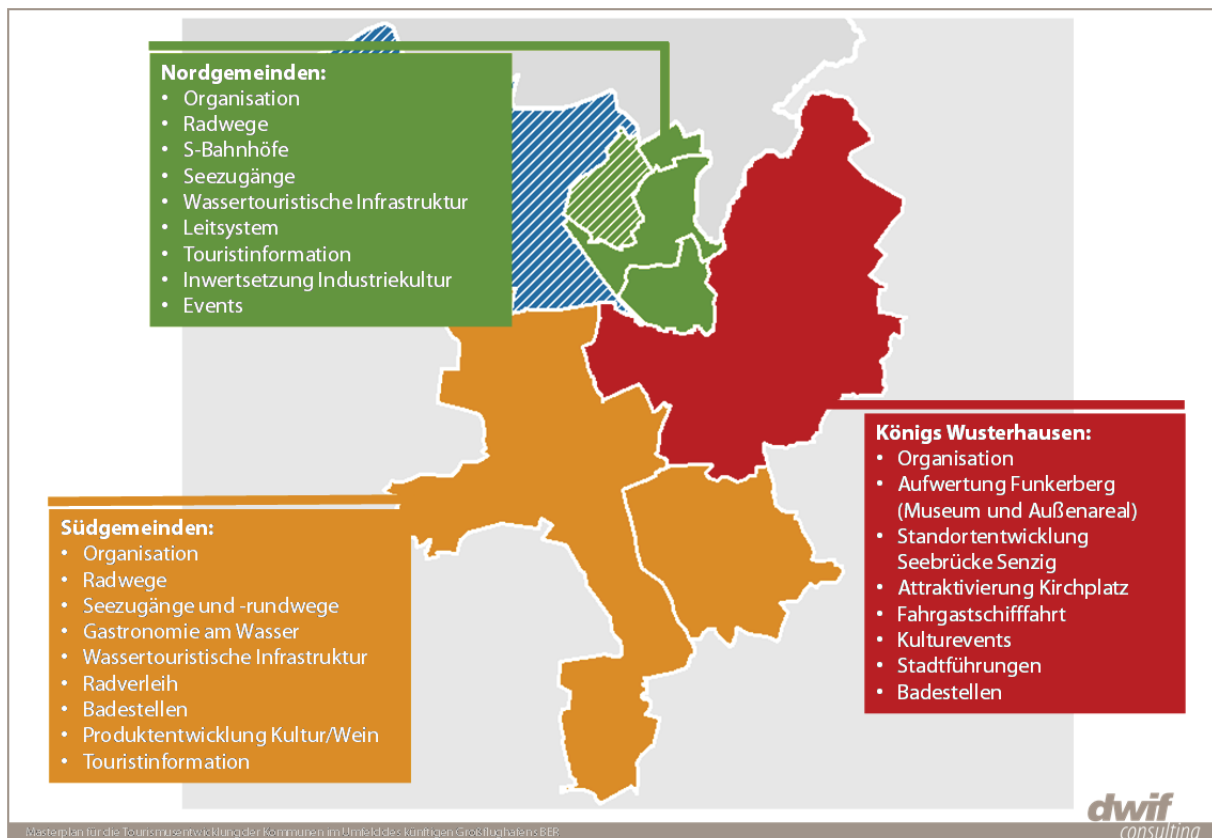 Nordgemeinden:
• Organisation
• Radwege
• S-Bahnhöfe
• Seezugänge
• Wassertouristische Infrastruktur
• Leitsystem
• Touristinformation
• Inwertsetzung Industriekultur
• Events
Königs Wusterhausen:
• Organisation
• Aufwertung Funkerberg
(Museum und Außenareal)
• Standortentwicklung
Seebrücke Senzig
• Attraktivierung Kirchplatz
• Fahrgastschifffahrt
• Kulturevents
• Stadtführungen
• Badestellen
Südgemeinden:
• Organisation
• Radwege
• Seezugänge und -rundwege
• Gastronomie am Wasser
• Wassertouristische Infrastruktur
• Radverleih
• Badestellen
• Produktentwicklung Kultur/Wein
• Touristinformation
Masterplan für die Tourismusentwicklung der Kommunen im Umfeld des künftigen Großflughafens BER
dwif
consulting